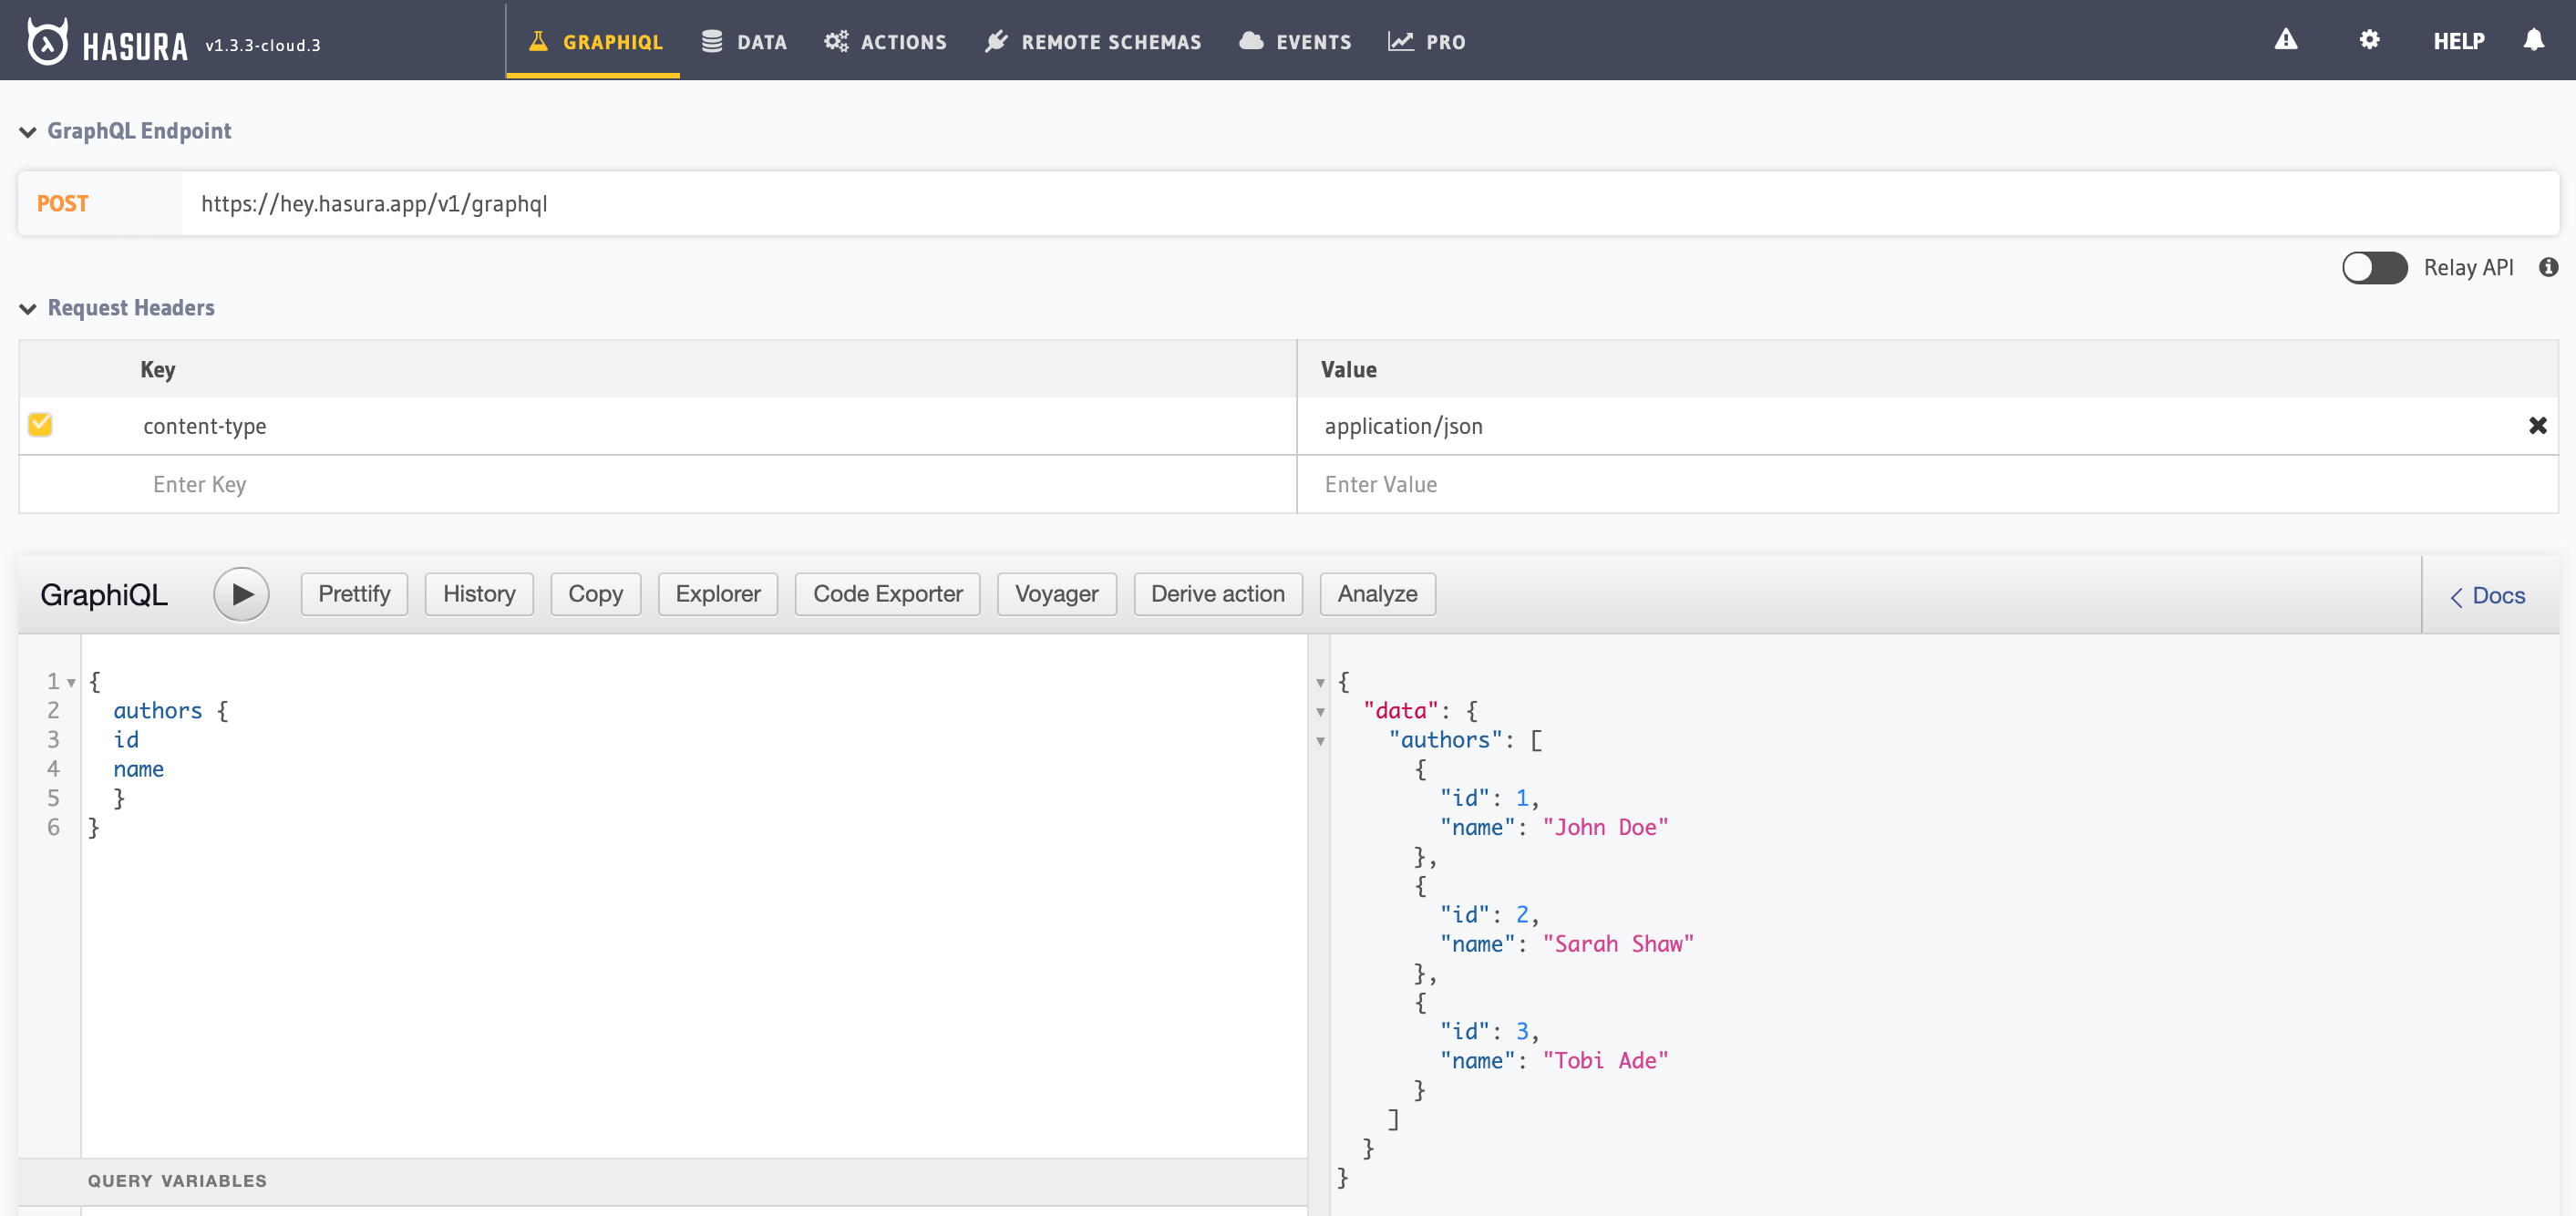 HASURA v1.3.3-cloud.3 GRAPHIQL DATA ACTIONS REMOTE SCHEMAS EVENTS PRO HELP
GraphQL Endpoint
POST https://hey.hasura.app/v1/graphql
Relay API
Request Headers
Key Value
content-type application/json
Enter Key Enter Value
GraphiQL Prettify History Copy Explorer Code Exporter Voyager Derive action Analyze Docs
1 {
2 authors {
3 id
4 name
5 }
6 }
QUERY VARIABLES
{
"data": {
"authors": [
{
"id": 1,
"name": "John Doe"
},
{
"id": 2,
"name": "Sarah Shaw"
},
{
"id": 3,
"name": "Tobi Ade"
}
]
}
}